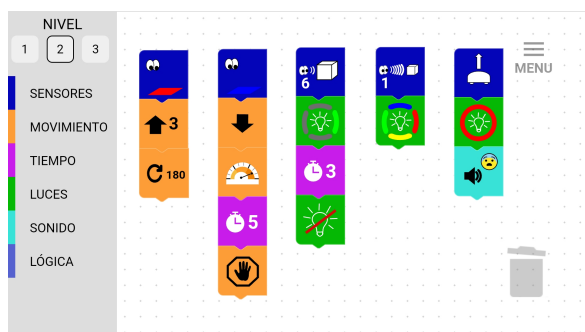 NIVEL
1 2 3
SENSORES
MOVIMIENTO
TIEMPO
LUCES
SONIDO
LÓGICA
3
180
5
6
3
1
MENU